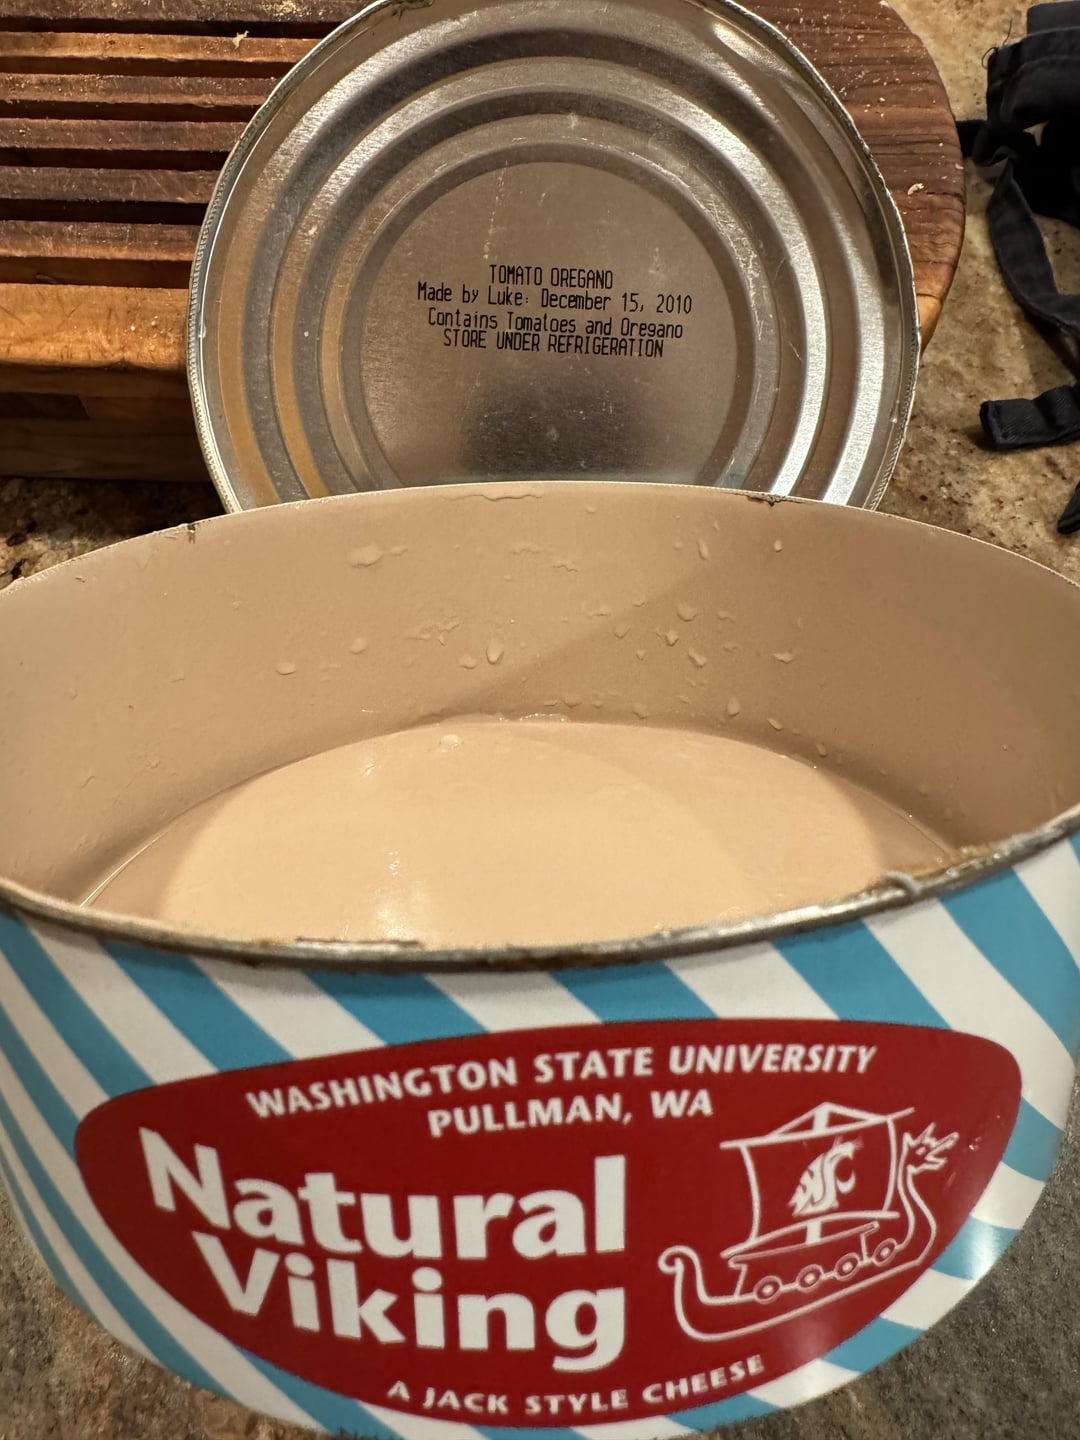 TOMATO OREGANO
Made by Luke: December 15, 2010
Contains Tomatoes and Oregano
STORE UNDER REFRIGERATION
WASHINGTON STATE UNIVERSITY
PULLMAN, WA
Natural
Viking
WSC
A JACK STYLE CHEESE